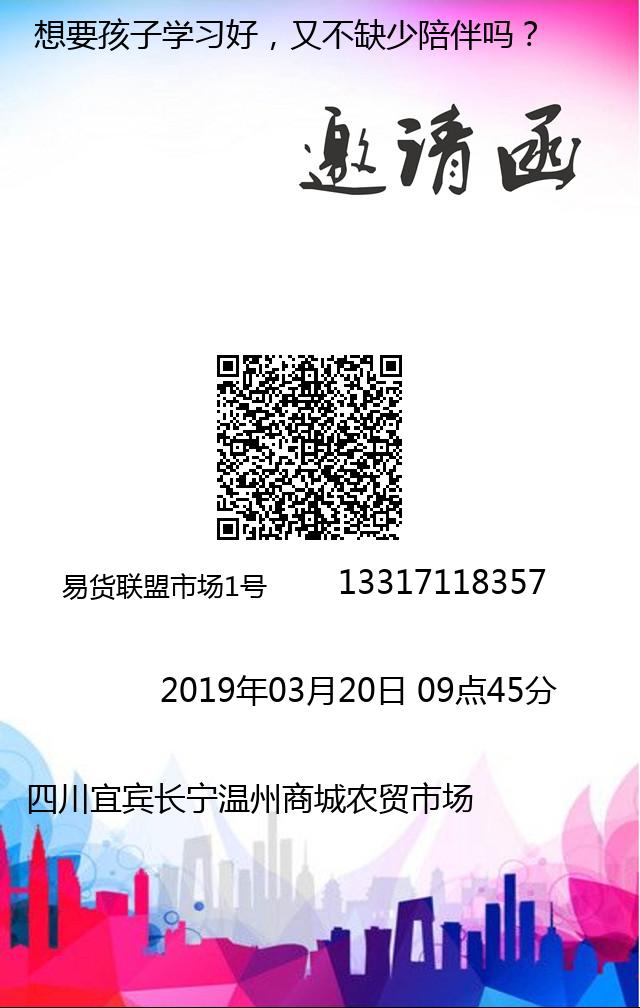 想要孩子学习好，又不缺少陪伴吗？
邀请函
易货联盟市场1号
13317118357
2019年03月20日 09点45分
四川宜宾长宁温州商城农贸市场